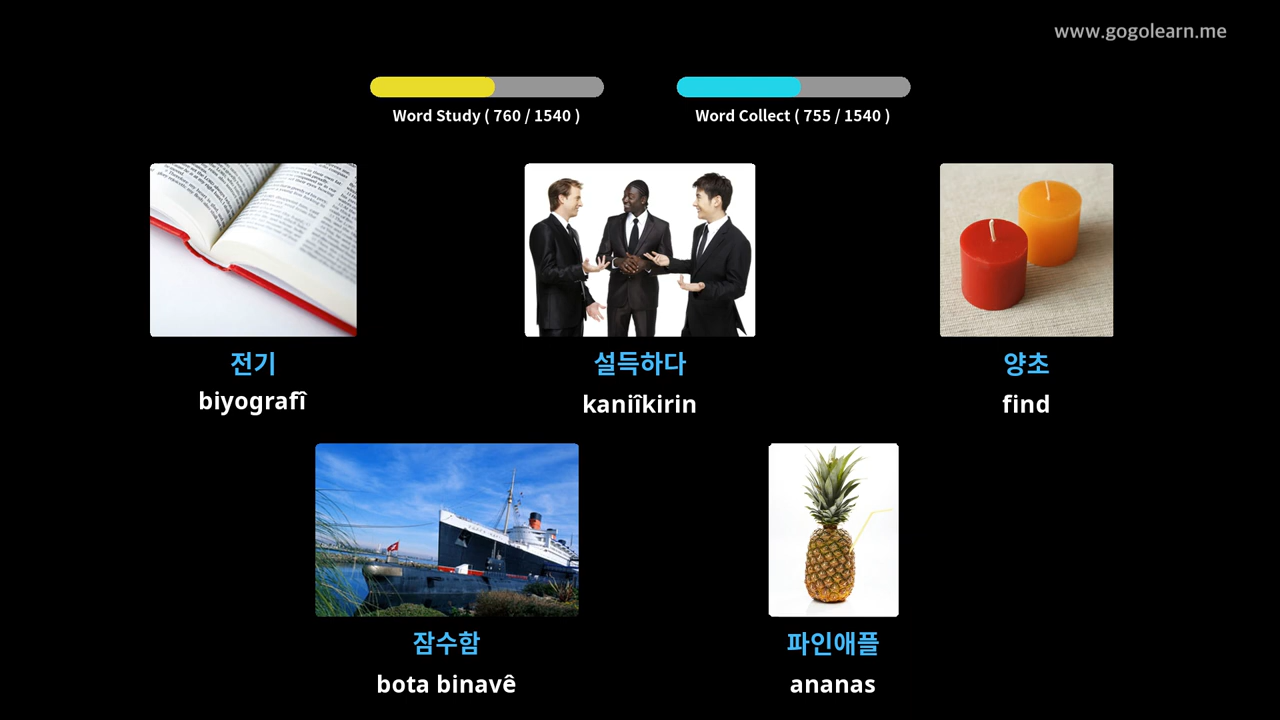 www.gogolearn.me
Word Study ( 760 / 1540 )
Word Collect ( 755 / 1540 )
전기
설득하다
양초
biyografî
kaniîkirin
find
잠수함
파인애플
bota binavê
ananas